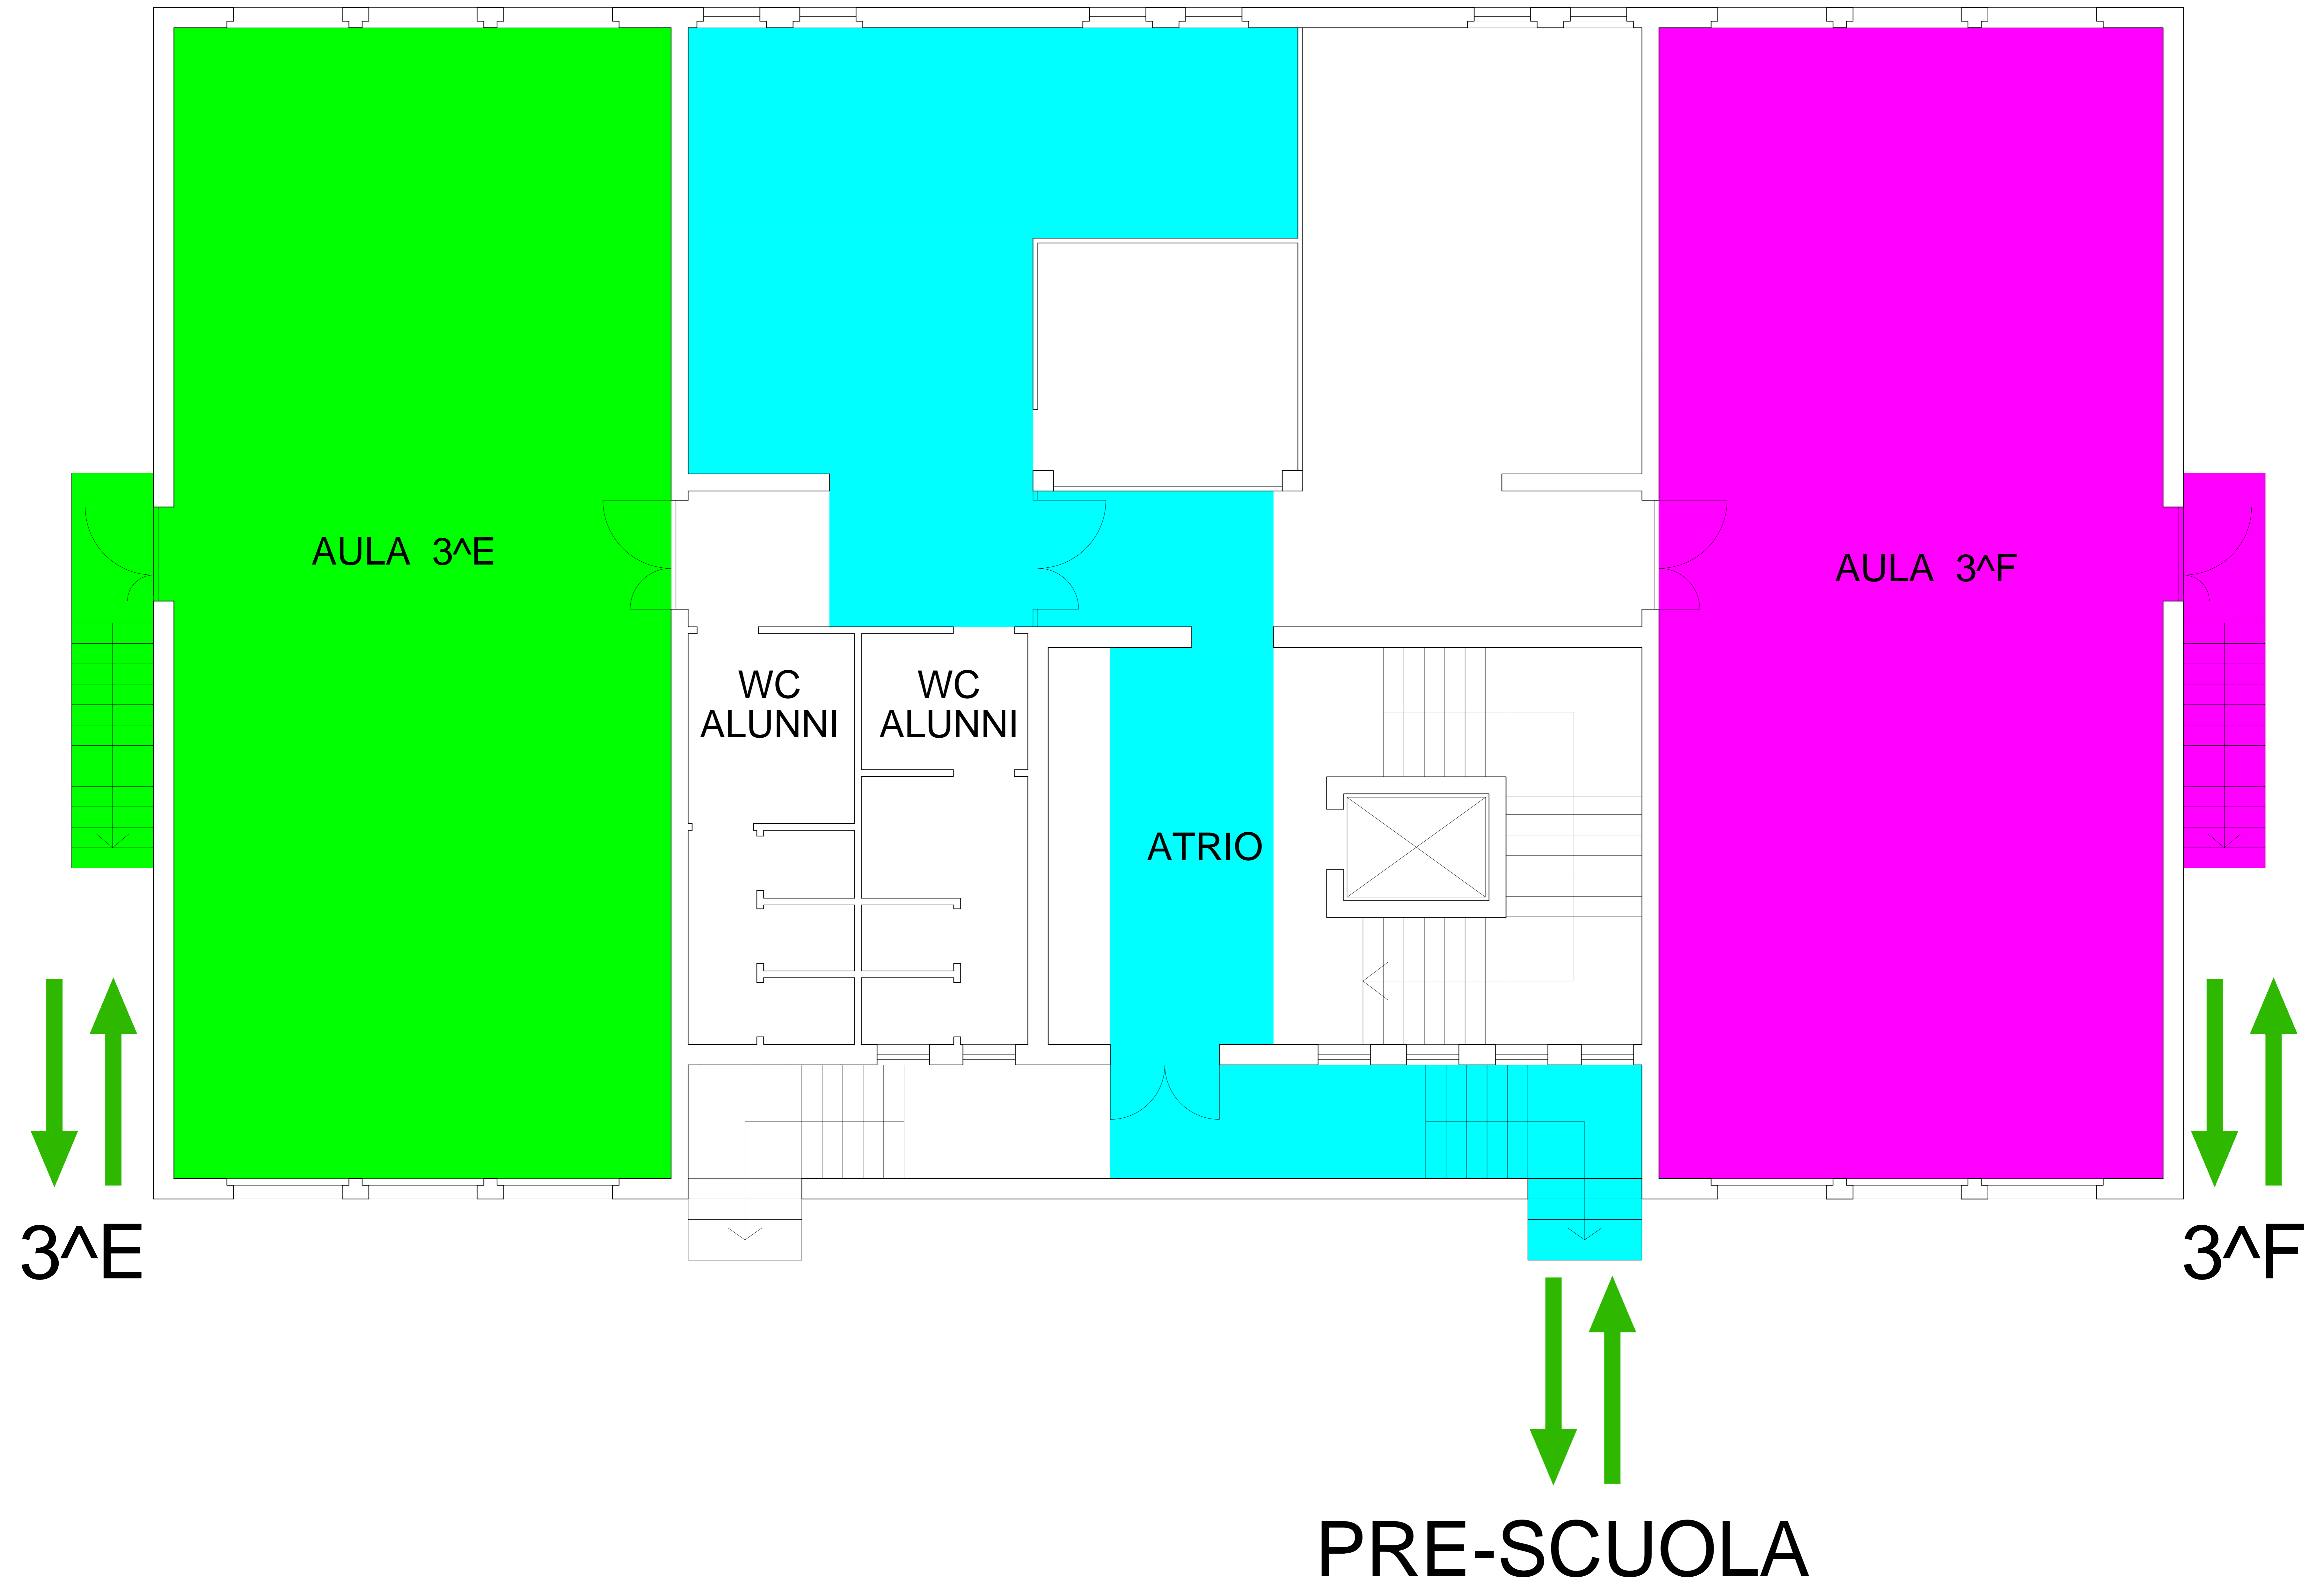 AULA 3^E
AULA 3^F
WC
ALUNNI
WC
ALUNNI
ATRIO
3^E
3^F
PRE-SCUOLA